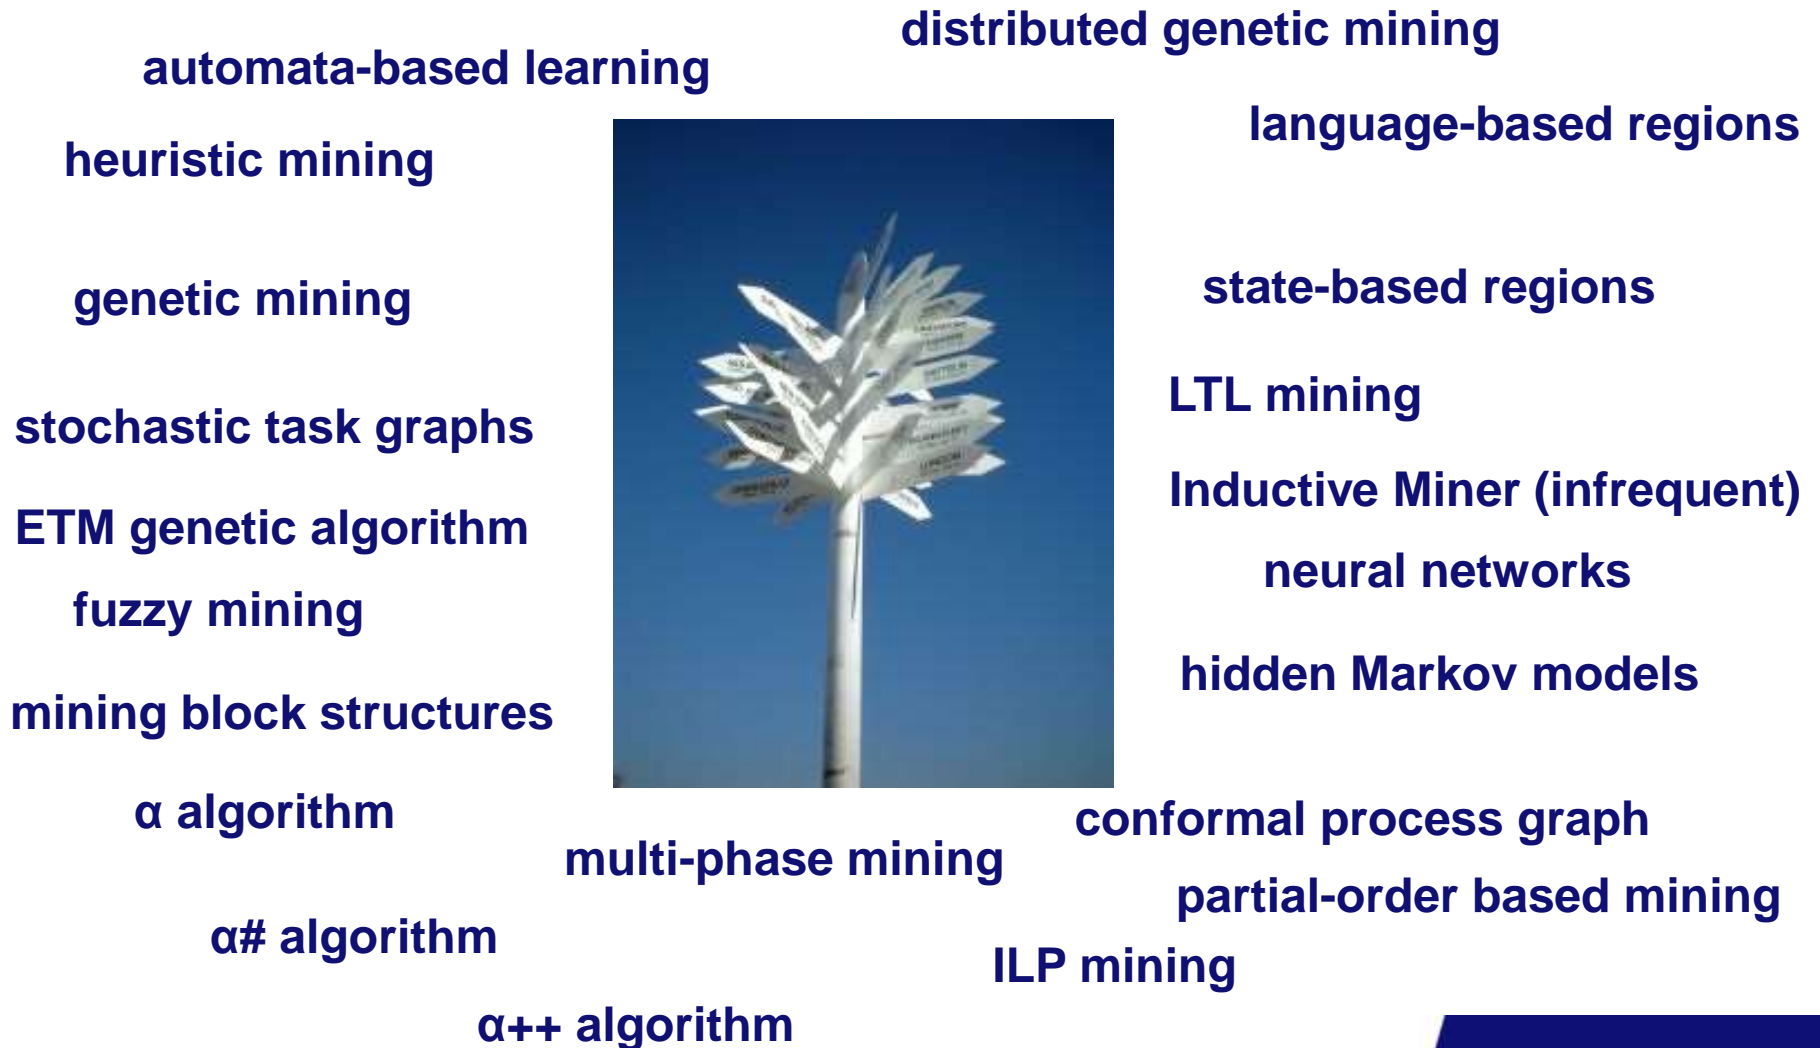 distributed genetic mining
automata-based learning
language-based regions
heuristic mining
state-based regions
genetic mining
LTL mining
stochastic task graphs
Inductive Miner (infrequent)
ETM genetic algorithm
neural networks
fuzzy mining
hidden Markov models
mining block structures
α algorithm
conformal process graph
multi-phase mining
partial-order based mining
α# algorithm
ILP mining
α++ algorithm